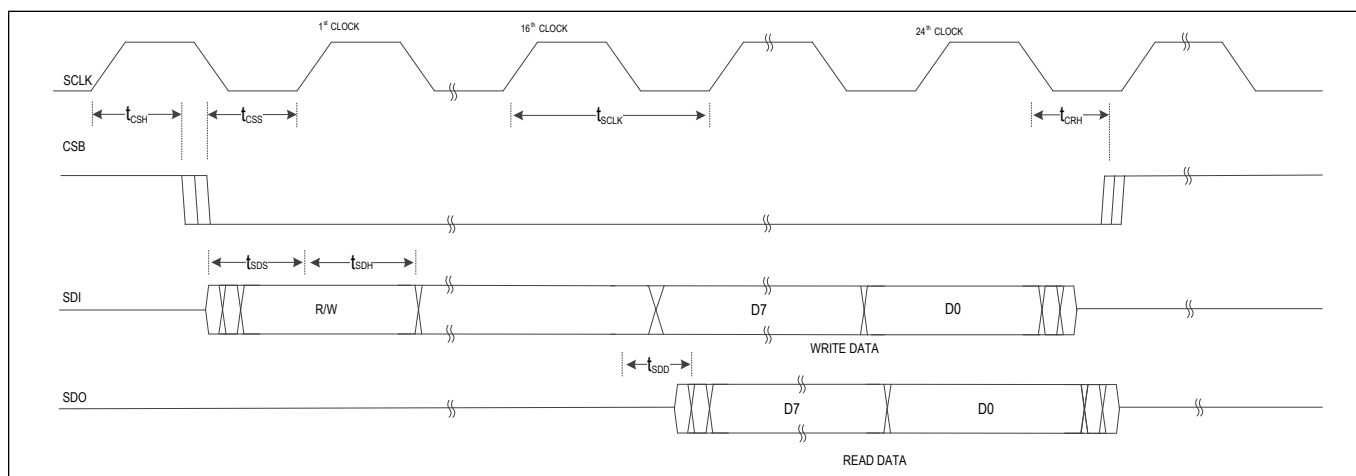 1st CLOCK 16th CLOCK 24th CLOCK
SCLK
tCSH tCSS tSCLK tCRH
CSB
tSDS tSDH
SDI R/W D7 D0
WRITE DATA
tSDD
SDO D7 D0
READ DATA